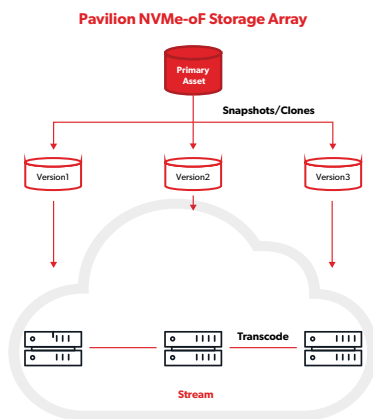 Pavilion NVMe-oF Storage Array
Primary
Asset
Snapshots/Clones
Version1
Version2
Version3
Transcode
Stream